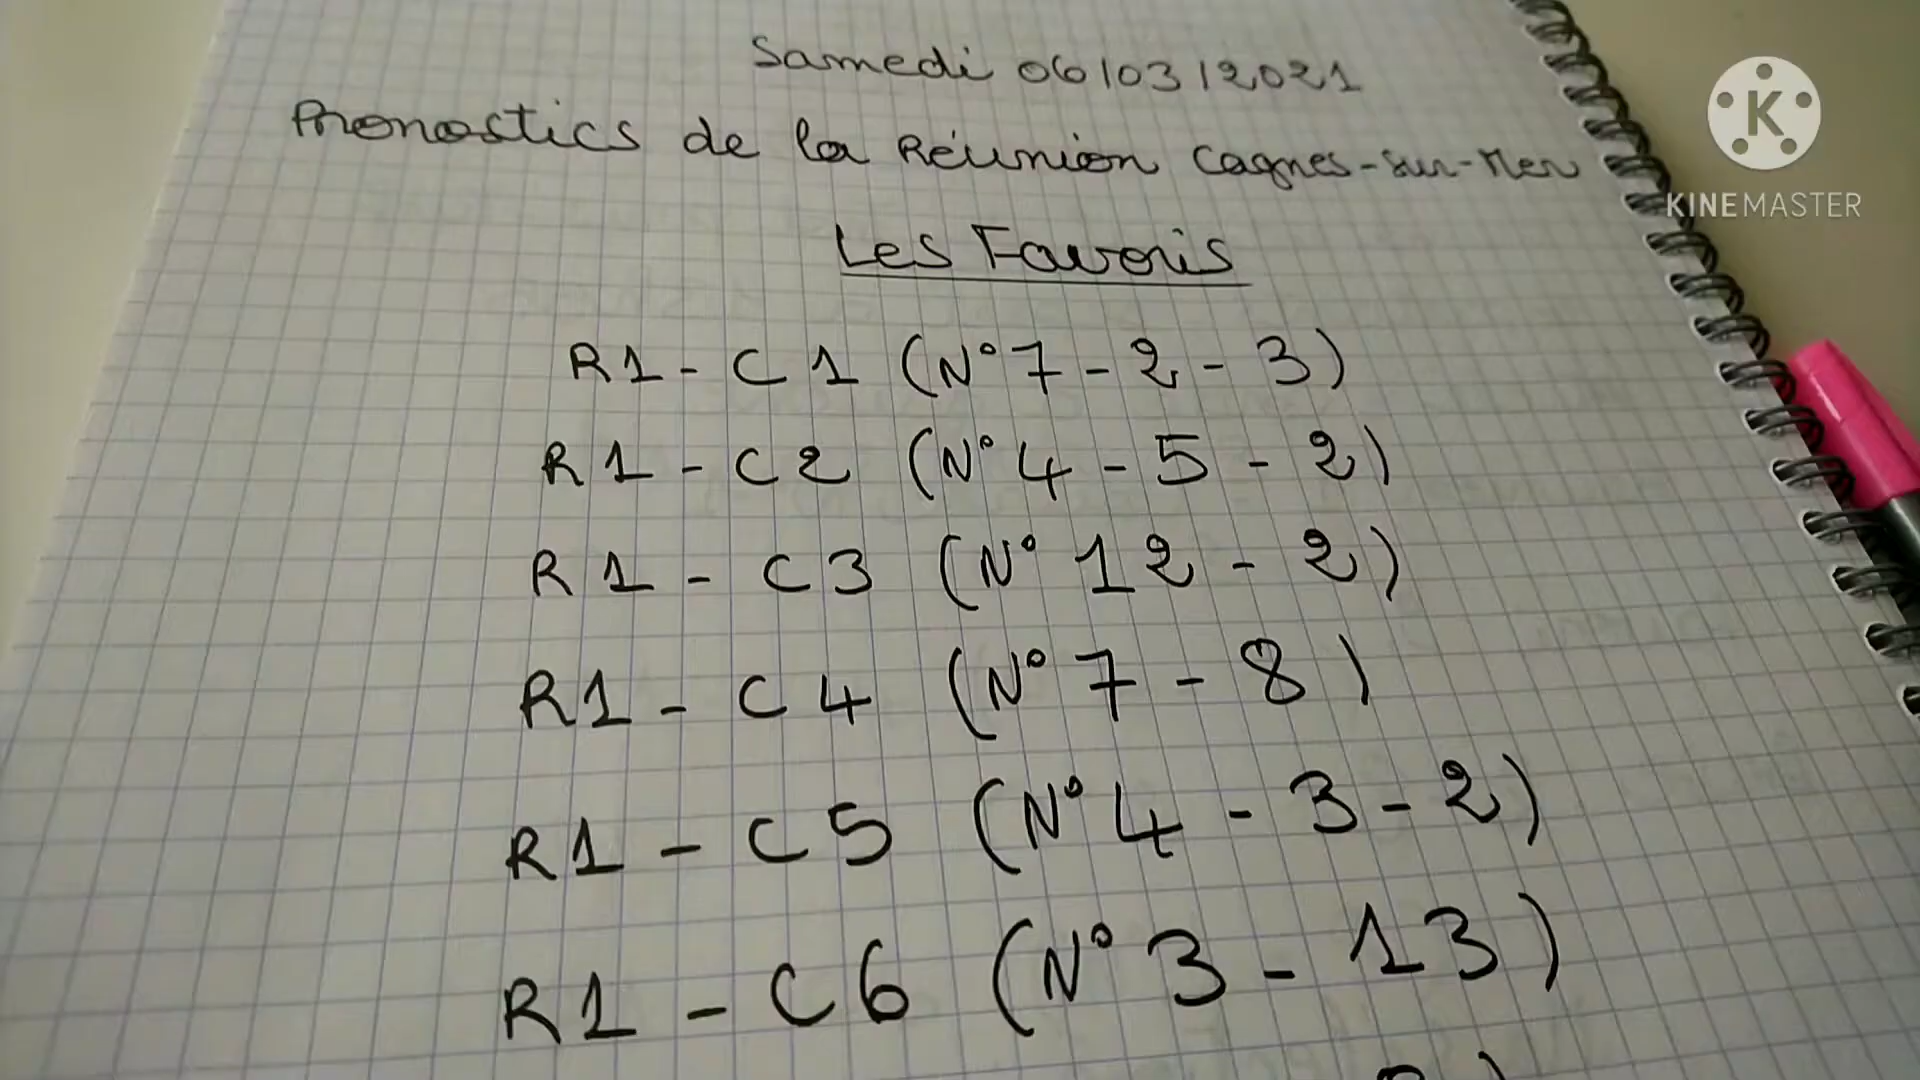 Samedi 06/03/2021
Pronostics de la Réunion Cagnes-sur-Mer
K
KINEMASTER
Les Favoris
R1 - C1 (N°7 - 2 - 3)
R1 - C2 (N°4 - 5 - 2)
R1 - C3 (N° 12 - 2)
R1 - C4 (N°7 - 8)
R1 - C5 (N°4 - 3 - 2)
R1 - C6 (N°3 - 13)